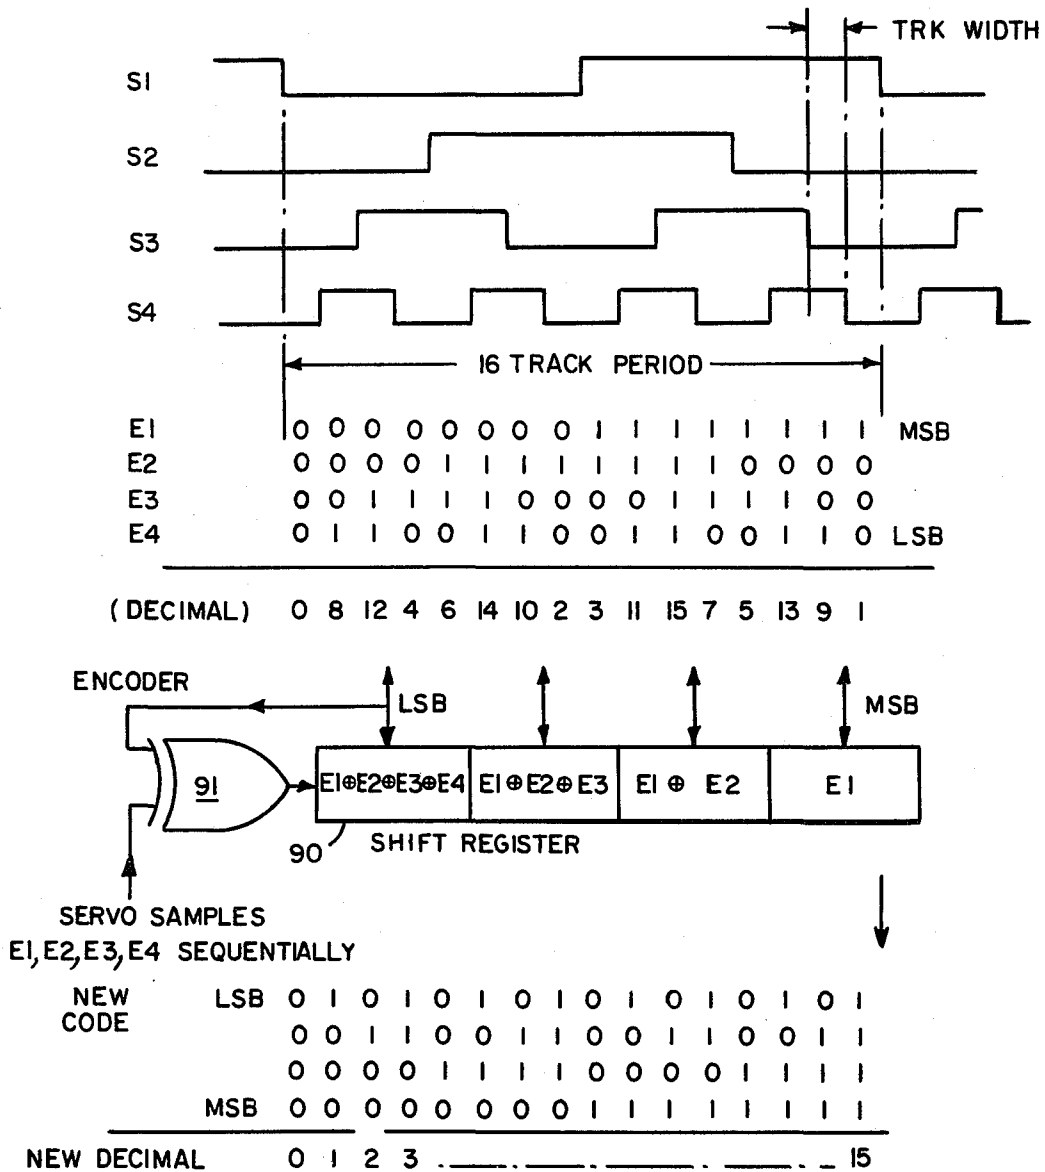 TRK WIDTH
S1
S2
S3
S4
16 TRACK PERIOD
E1 0 0 0 0 0 0 0 0 1 1 1 1 1 1 1 1 MSB
E2 0 0 0 0 1 1 1 1 1 1 1 1 0 0 0 0
E3 0 0 1 1 1 1 0 0 0 0 1 1 1 1 0 0
E4 0 1 1 0 0 1 1 0 0 1 1 0 0 1 1 0 LSB
(DECIMAL) 0 8 12 4 6 14 10 2 3 11 15 7 5 13 9 1
ENCODER
LSB
MSB
91
E1⊕E2⊕E3⊕E4 E1⊕E2⊕E3 E1 ⊕ E2 E1
90 SHIFT REGISTER
SERVO SAMPLES
E1,E2,E3,E4 SEQUENTIALLY
NEW CODE
LSB 0 1 0 1 0 1 0 1 0 1 0 1 0 1 0 1
0 0 1 1 0 0 1 1 0 0 1 1 0 0 1 1
0 0 0 0 1 1 1 1 0 0 0 0 1 1 1 1
MSB 0 0 0 0 0 0 0 0 1 1 1 1 1 1 1 1
NEW DECIMAL 0 1 2 3 15